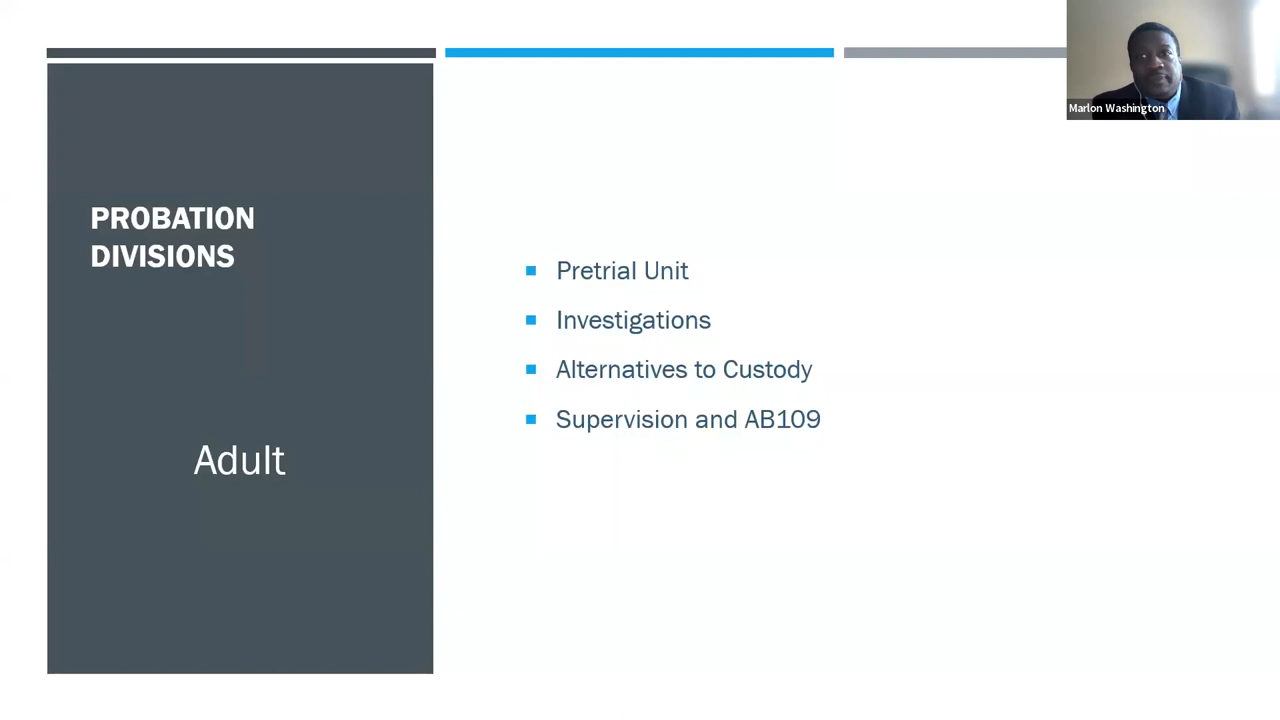 Marlon Washington
PROBATION
DIVISIONS
Adult
Pretrial Unit
Investigations
Alternatives to Custody
Supervision and AB109